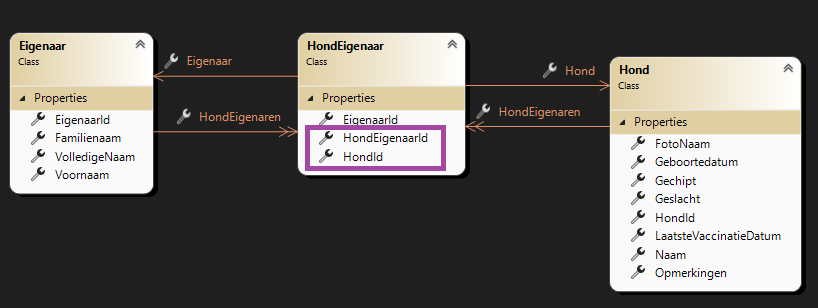 Eigenaar
Class
Properties
EigenaarId
Familienaam
VolledigeNaam
Voornaam
Eigenaar
HondEigenaren
HondEigenaar
Class
Properties
EigenaarId
HondEigenaarId
HondId
Hond
HondEigenaren
Hond
Class
Properties
FotoNaam
Geboortedatum
Gechipt
Geslacht
HondId
LaatsteVaccinatieDatum
Naam
Opmerkingen